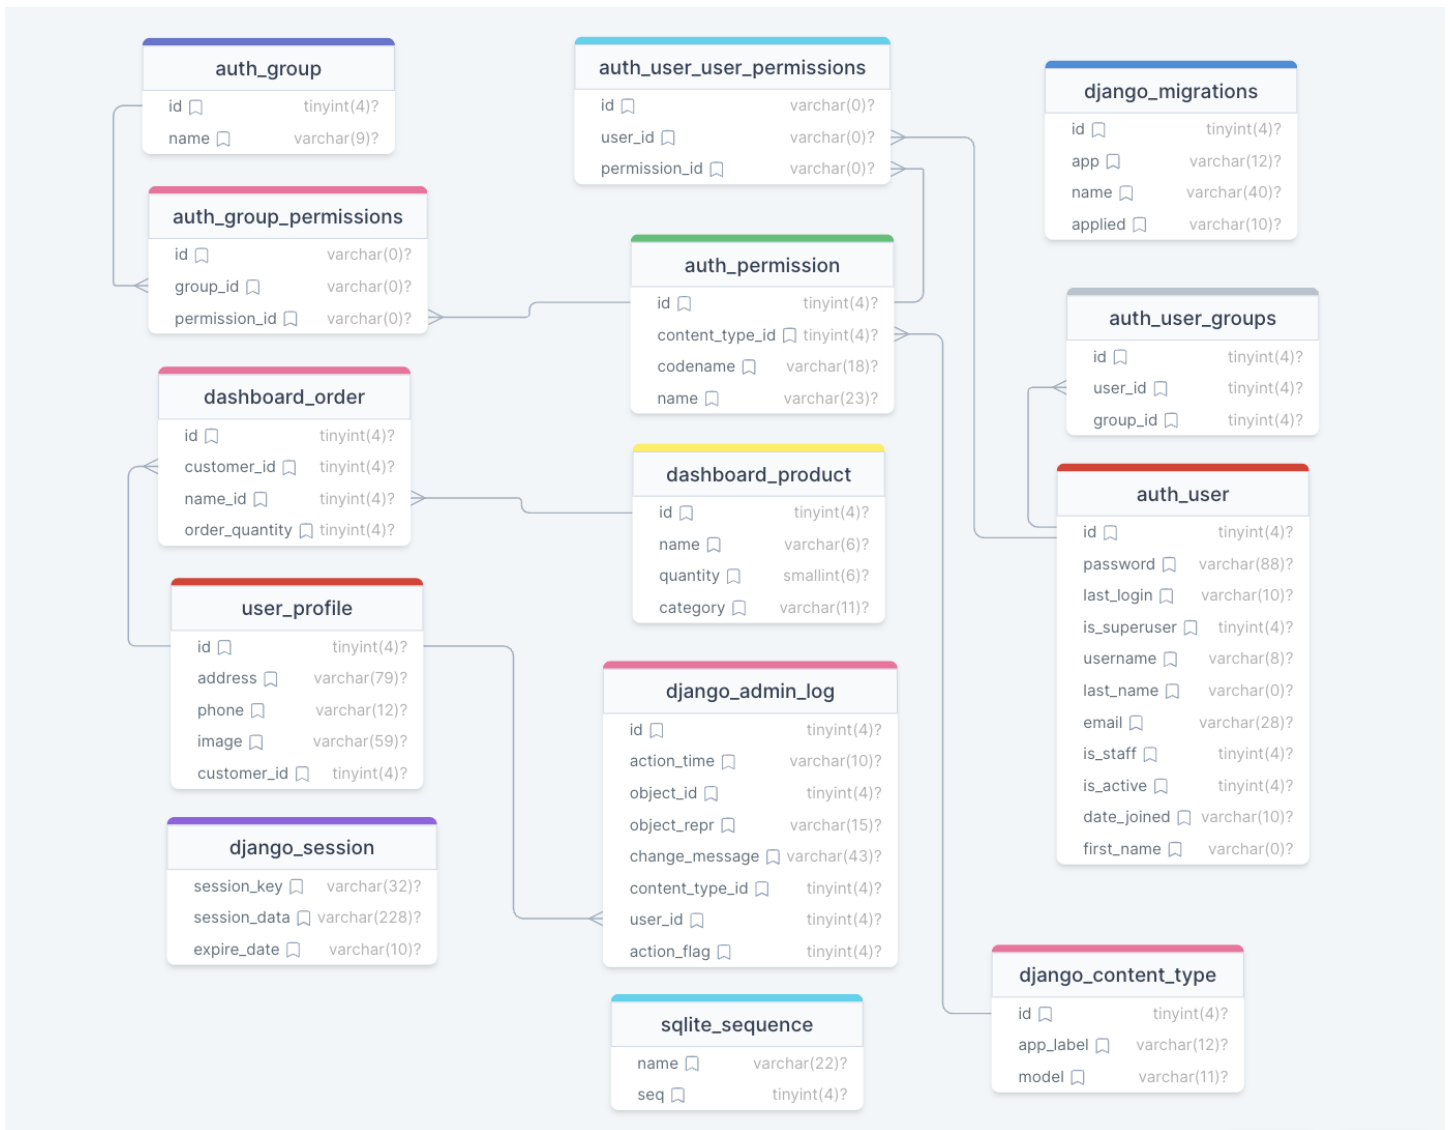 auth_group
id tinyint(4)?
name varchar(9)?
auth_group_permissions
id varchar(0)?
group_id varchar(0)?
permission_id varchar(0)?
dashboard_order
id tinyint(4)?
customer_id tinyint(4)?
name_id tinyint(4)?
order_quantity tinyint(4)?
user_profile
id tinyint(4)?
address varchar(79)?
phone varchar(12)?
image varchar(59)?
customer_id tinyint(4)?
django_session
session_key varchar(32)?
session_data varchar(228)?
expire_date varchar(10)?
auth_user_user_permissions
id varchar(0)?
user_id varchar(0)?
permission_id varchar(0)?
auth_permission
id tinyint(4)?
content_type_id tinyint(4)?
codename varchar(18)?
name varchar(23)?
dashboard_product
id tinyint(4)?
name varchar(6)?
quantity smallint(6)?
category varchar(11)?
django_admin_log
id tinyint(4)?
action_time varchar(10)?
object_id tinyint(4)?
object_repr varchar(15)?
change_message varchar(43)?
content_type_id tinyint(4)?
user_id tinyint(4)?
action_flag tinyint(4)?
sqlite_sequence
name varchar(22)?
seq tinyint(4)?
django_migrations
id tinyint(4)?
app varchar(12)?
name varchar(40)?
applied varchar(10)?
auth_user_groups
id tinyint(4)?
user_id tinyint(4)?
group_id tinyint(4)?
auth_user
id tinyint(4)?
password varchar(88)?
last_login varchar(10)?
is_superuser tinyint(4)?
username varchar(8)?
last_name varchar(0)?
email varchar(28)?
is_staff tinyint(4)?
is_active tinyint(4)?
date_joined varchar(10)?
first_name varchar(0)?
django_content_type
id tinyint(4)?
app_label varchar(12)?
model varchar(11)?